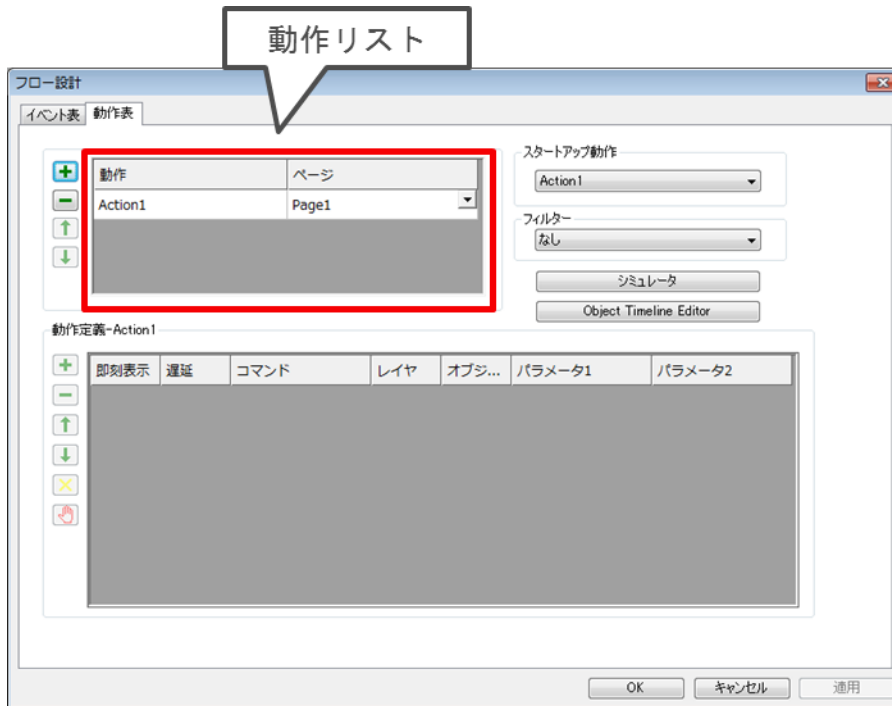 動作リスト
フロー設計
イベント表 動作表
動作 ページ
Action1 Page1
スタートアップ動作
Action1
フィルター
なし
シミュレータ
Object Timeline Editor
動作定義-Action1
即刻表示 遅延 コマンド レイヤ オブジ... パラメータ1 パラメータ2
OK キャンセル 適用